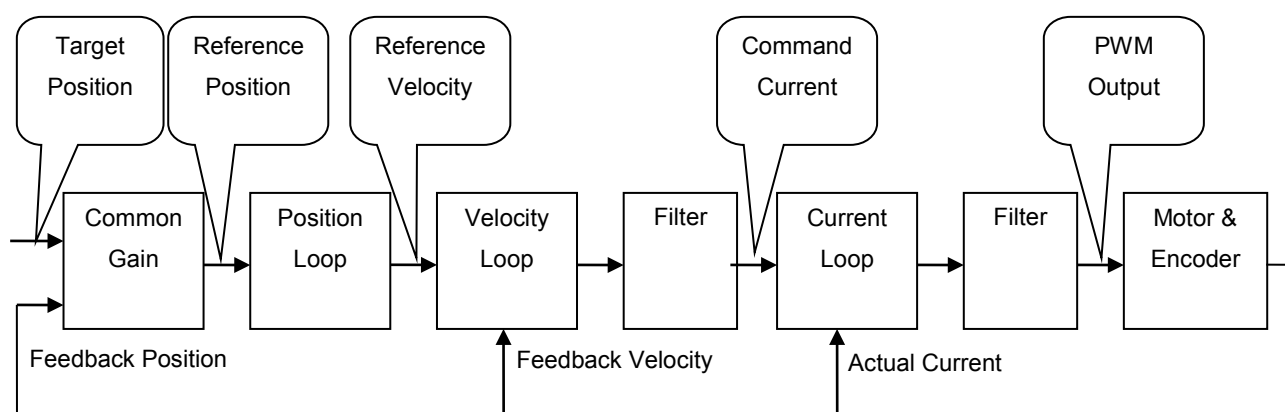 Target
Position
Reference
Position
Reference
Velocity
Command
Current
PWM
Output
Common
Gain
Position
Loop
Velocity
Loop
Filter
Current
Loop
Filter
Motor &
Encoder
Feedback Position
Feedback Velocity
Actual Current